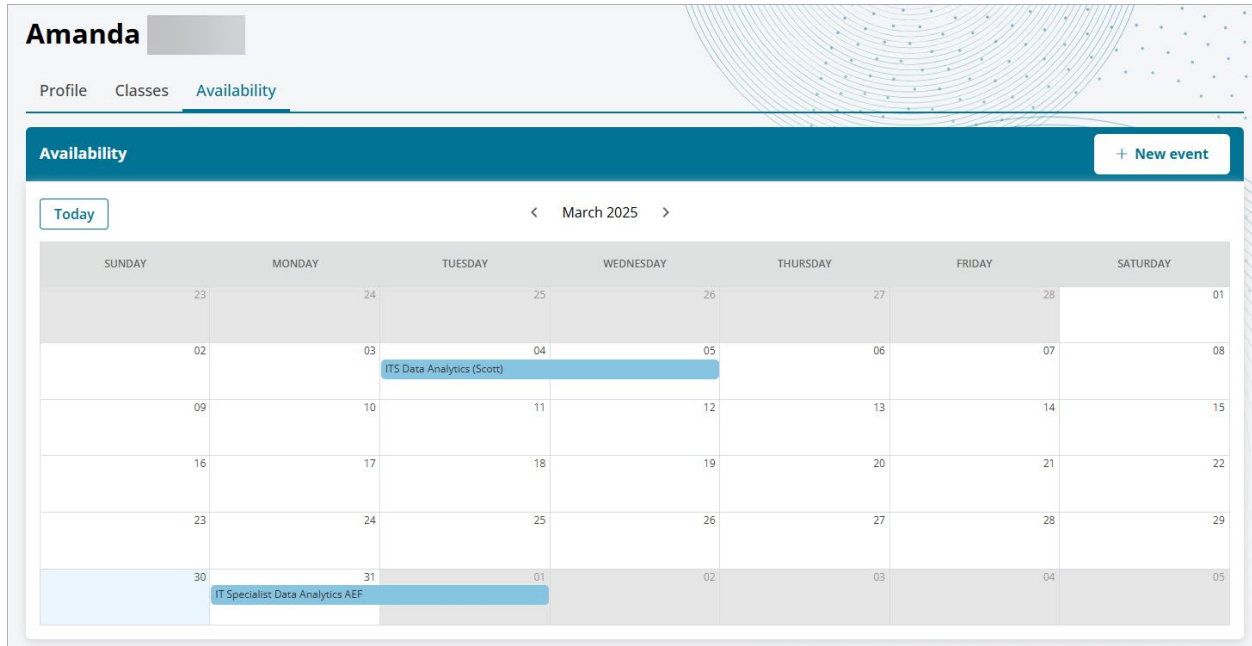 Amanda
Profile Classes Availability
Availability
+ New event
Today
< March 2025 >
SUNDAY MONDAY TUESDAY WEDNESDAY THURSDAY FRIDAY SATURDAY
23 24 25 26 27 28 01
02 03 04 05 06 07 08
ITS Data Analytics (Scott)
09 10 11 12 13 14 15
16 17 18 19 20 21 22
23 24 25 26 27 28 29
30 31 01 02 03 04 05
IT Specialist Data Analytics AEF